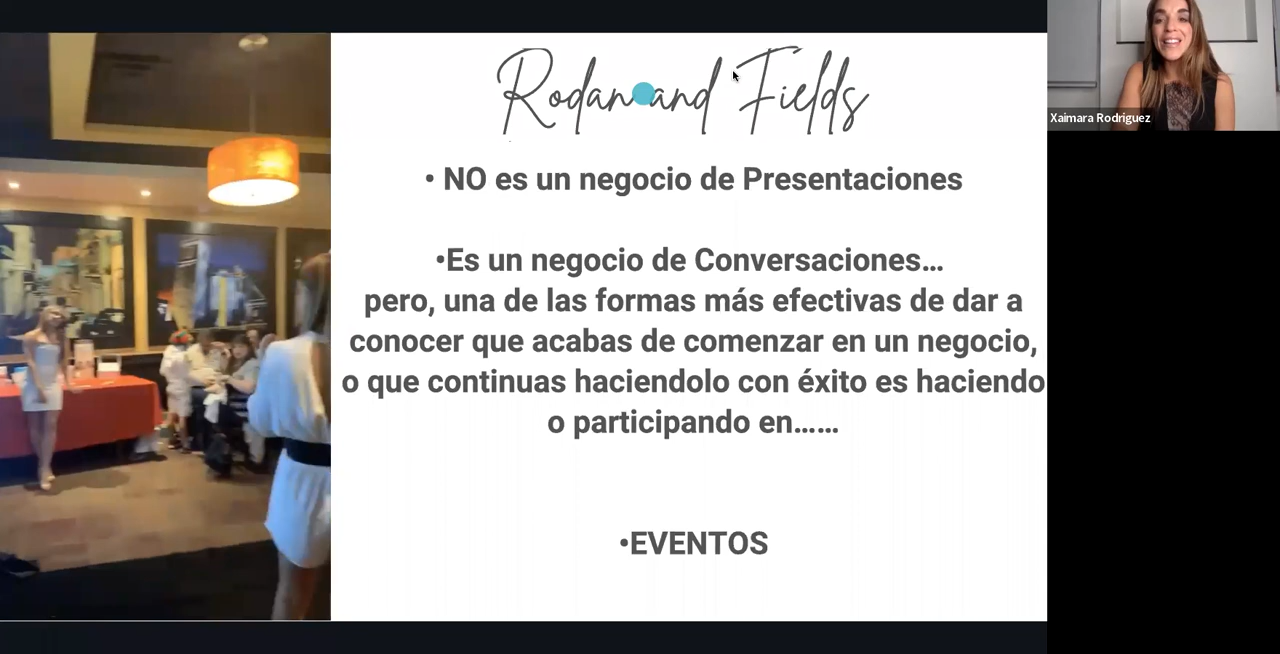 Rodan and Fields
• NO es un negocio de Presentaciones
•Es un negocio de Conversaciones...
pero, una de las formas más efectivas de dar a
conocer que acabas de comenzar en un negocio,
o que continuas haciendolo con éxito es haciendo
o participando en......
•EVENTOS
Xaimara Rodriguez